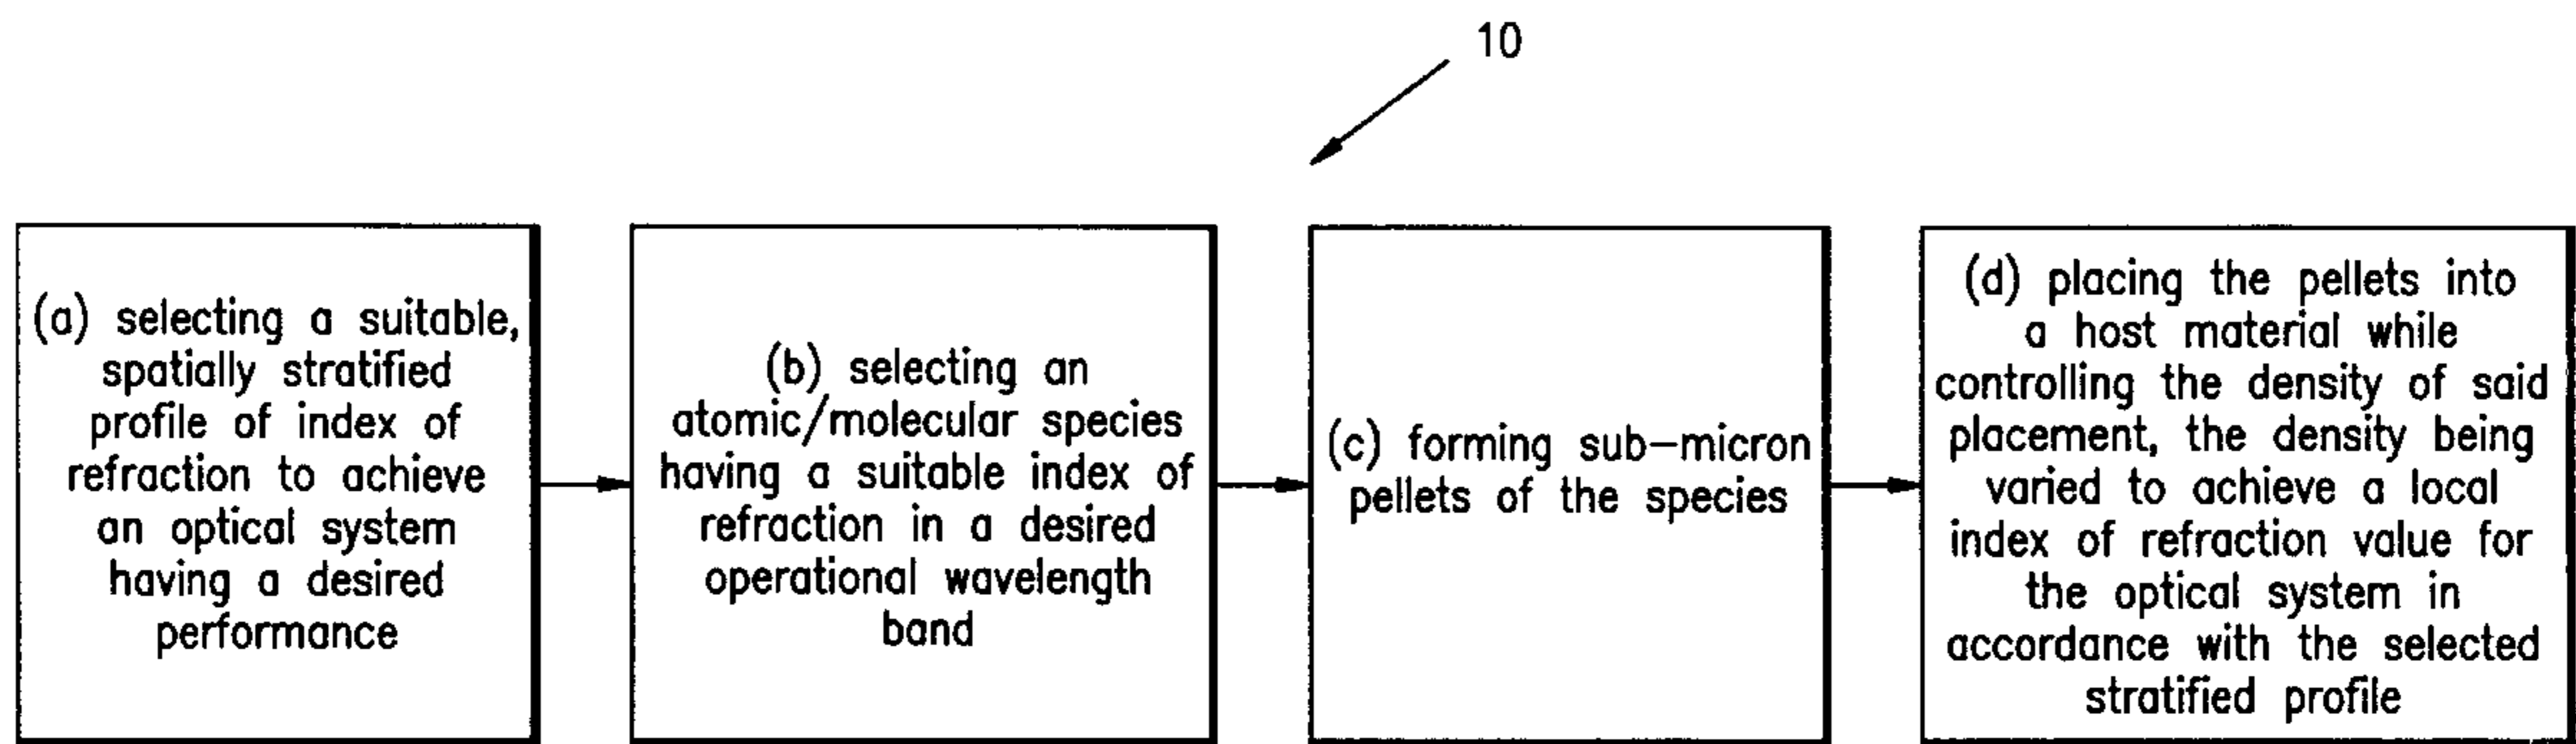 10
(a) selecting a suitable,
spatially stratified
profile of index of
refraction to achieve
an optical system
having a desired
performance
(b) selecting an
atomic/molecular species
having a suitable index of
refraction in a desired
operational wavelength
band
(c) forming sub-micron
pellets of the species
(d) placing the pellets into
a host material while
controlling the density of said
placement, the density being
varied to achieve a local
index of refraction value for
the optical system in
accordance with the selected
stratified profile